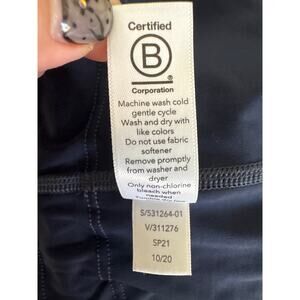 Certified
B
®
Corporation
Machine wash cold
gentle cycle
Wash and dry with
like colors
Do not use fabric
softener
Remove promptly
from washer and
dryer
Only non-chlorine
bleach when
needed
S/531264-01
V/311276
SP21
10/20